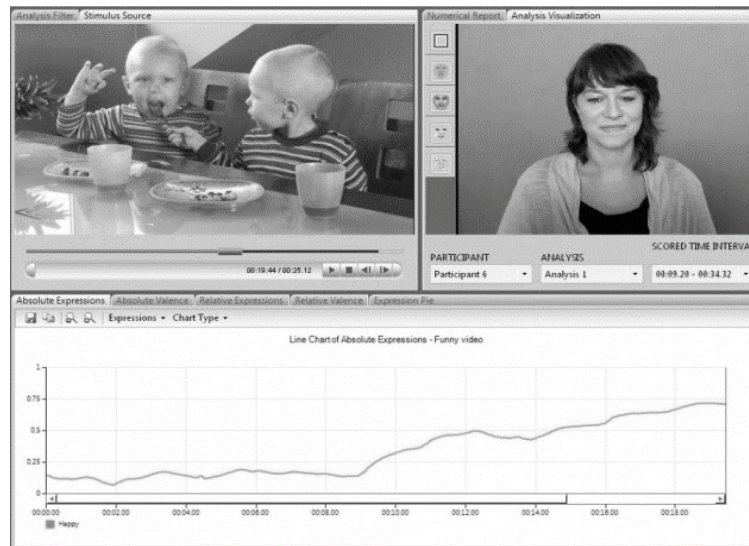 Analysis Filter Stimulus Source
00:19.44 / 00:25.12
Numerical Report Analysis Visualization
SCORED TIME INTERVA
PARTICIPANT ANALYSIS
Participant 6 Analysis 1 00:09.20 - 00:34.32
Absolute Expressions Absolute Valence Relative Expressions Relative Valence Expression Pie
Expressions Chart Type
Line Chart of Absolute Expressions - Funny video
1
0.75
0.5
0.25
0
00:00.00 00:02.00 00:04.00 00:06.00 00:08.00 00:10.00 00:12.00 00:14.00 00:16.00 00:18.00
Happy